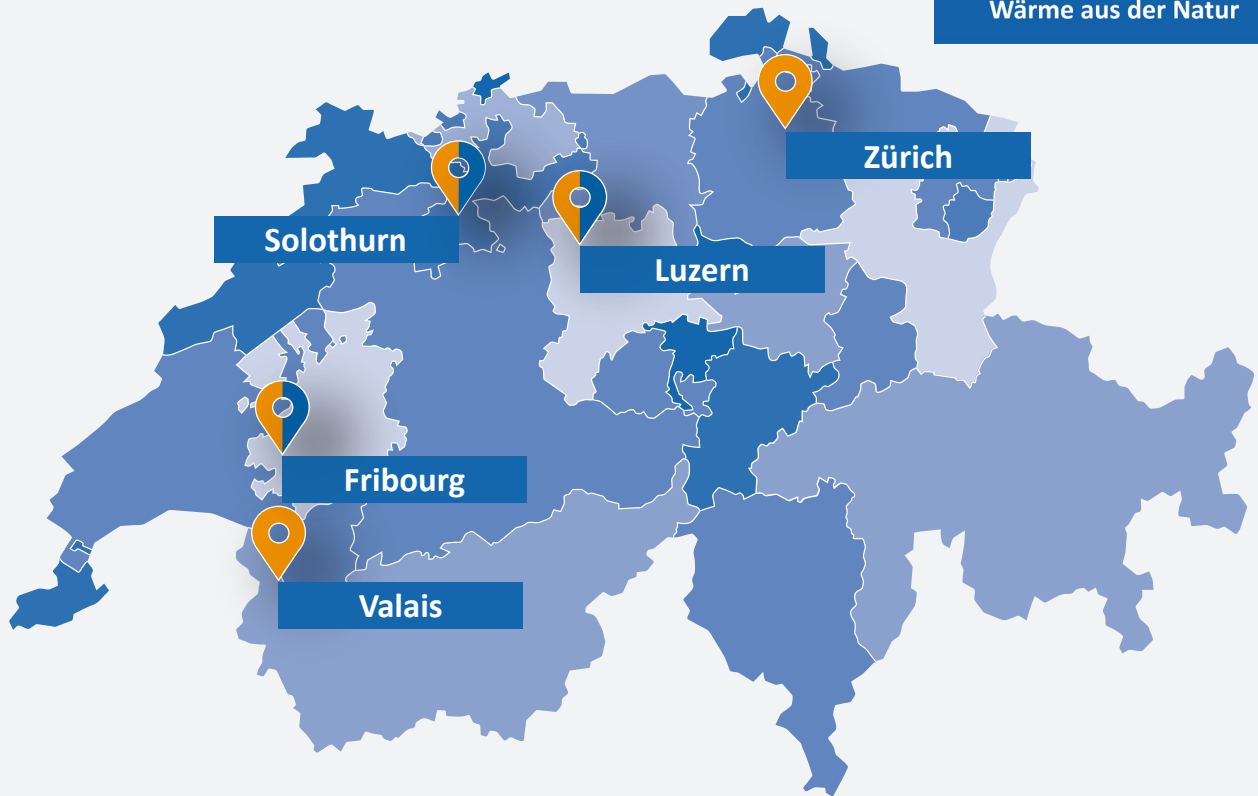 Wärme aus der Natur
Zürich
Solothurn
Luzern
Fribourg
Valais